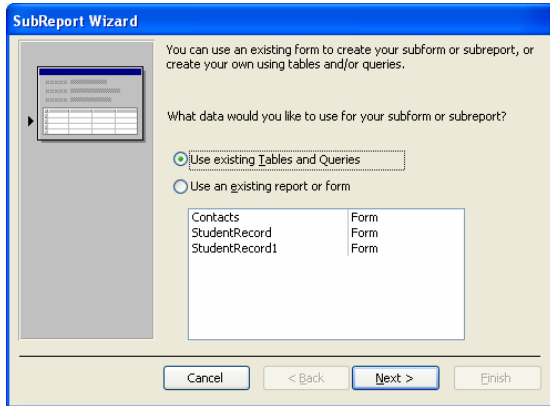 SubReport Wizard
You can use an existing form to create your subform or subreport, or
create your own using tables and/or queries.
What data would you like to use for your subform or subreport?
Use existing Tables and Queries
Use an existing report or form
Contacts Form
StudentRecord Form
StudentRecord1 Form
Cancel < Back Next > Finish